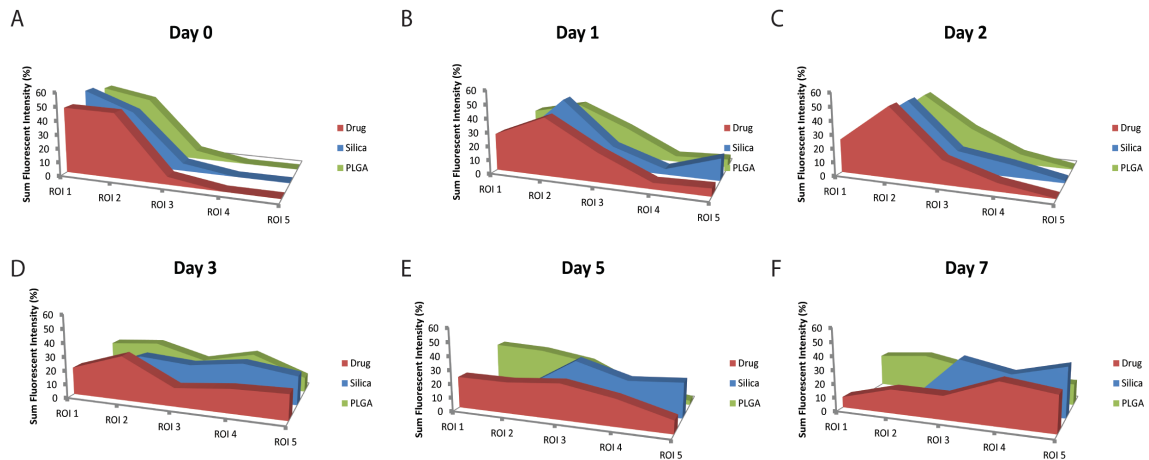 A
Day 0
Sum Fluorescent Intensity (%)
60
50
40
30
20
10
0
ROI 1
ROI 2
ROI 3
ROI 4
ROI 5
Drug
Silica
PLGA
B
Day 1
Sum Fluorescent Intensity (%)
60
50
40
30
20
10
0
ROI 1
ROI 2
ROI 3
ROI 4
ROI 5
Drug
Silica
PLGA
C
Day 2
Sum Fluorescent Intensity (%)
60
50
40
30
20
10
0
ROI 1
ROI 2
ROI 3
ROI 4
ROI 5
Drug
Silica
PLGA
D
Day 3
Sum Fluorescent Intensity (%)
60
50
40
30
20
10
0
ROI 1
ROI 2
ROI 3
ROI 4
ROI 5
Drug
Silica
PLGA
E
Day 5
Sum Fluorescent Intensity (%)
60
50
40
30
20
10
0
ROI 1
ROI 2
ROI 3
ROI 4
ROI 5
Drug
Silica
PLGA
F
Day 7
Sum Fluorescent Intensity (%)
60
50
40
30
20
10
0
ROI 1
ROI 2
ROI 3
ROI 4
ROI 5
Drug
Silica
PLGA